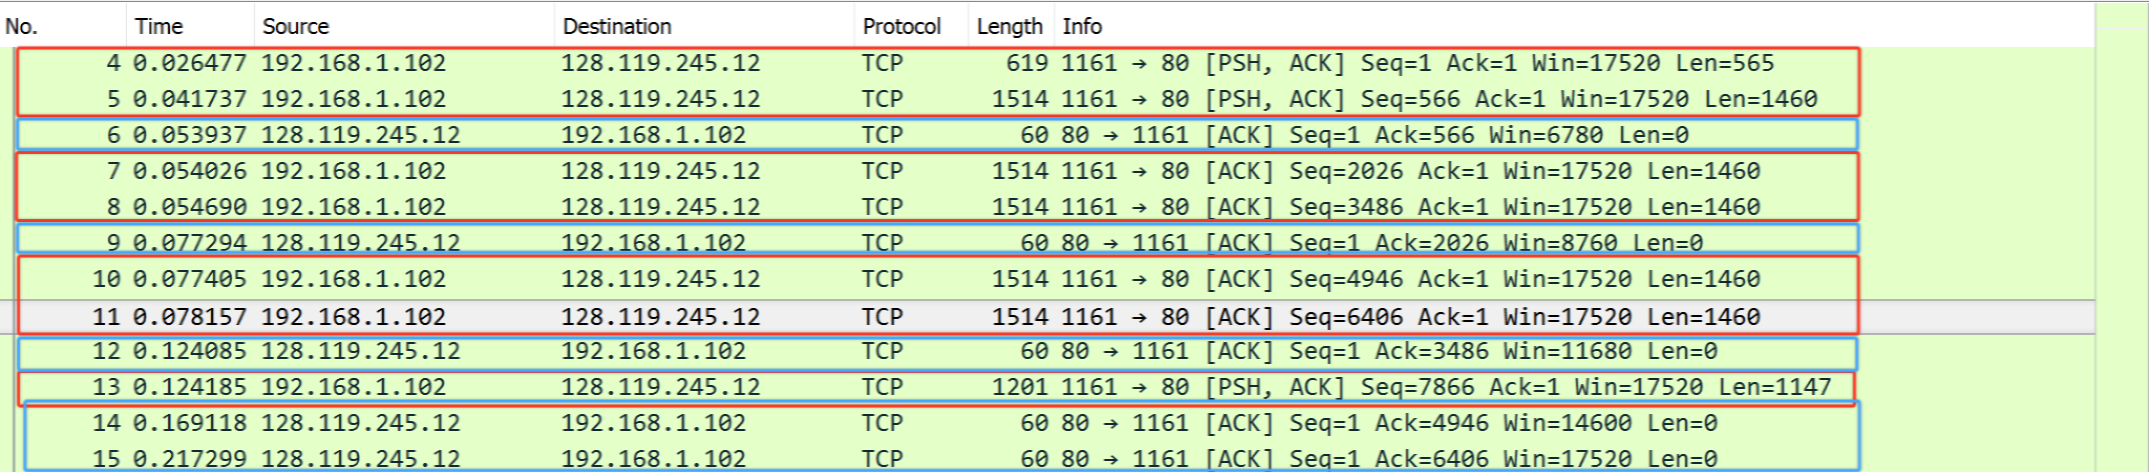 No. Time Source Destination Protocol Length Info
4 0.026477 192.168.1.102 128.119.245.12 TCP 619 1161 → 80 [PSH, ACK] Seq=1 Ack=1 Win=17520 Len=565
5 0.041737 192.168.1.102 128.119.245.12 TCP 1514 1161 → 80 [PSH, ACK] Seq=566 Ack=1 Win=17520 Len=1460
6 0.053937 128.119.245.12 192.168.1.102 TCP 60 80 → 1161 [ACK] Seq=1 Ack=566 Win=6780 Len=0
7 0.054026 192.168.1.102 128.119.245.12 TCP 1514 1161 → 80 [ACK] Seq=2026 Ack=1 Win=17520 Len=1460
8 0.054690 192.168.1.102 128.119.245.12 TCP 1514 1161 → 80 [ACK] Seq=3486 Ack=1 Win=17520 Len=1460
9 0.077294 128.119.245.12 192.168.1.102 TCP 60 80 → 1161 [ACK] Seq=1 Ack=2026 Win=8760 Len=0
10 0.077405 192.168.1.102 128.119.245.12 TCP 1514 1161 → 80 [ACK] Seq=4946 Ack=1 Win=17520 Len=1460
11 0.078157 192.168.1.102 128.119.245.12 TCP 1514 1161 → 80 [ACK] Seq=6406 Ack=1 Win=17520 Len=1460
12 0.124085 128.119.245.12 192.168.1.102 TCP 60 80 → 1161 [ACK] Seq=1 Ack=3486 Win=11680 Len=0
13 0.124185 192.168.1.102 128.119.245.12 TCP 1201 1161 → 80 [PSH, ACK] Seq=7866 Ack=1 Win=17520 Len=1147
14 0.169118 128.119.245.12 192.168.1.102 TCP 60 80 → 1161 [ACK] Seq=1 Ack=4946 Win=14600 Len=0
15 0.217299 128.119.245.12 192.168.1.102 TCP 60 80 → 1161 [ACK] Seq=1 Ack=6406 Win=17520 Len=0